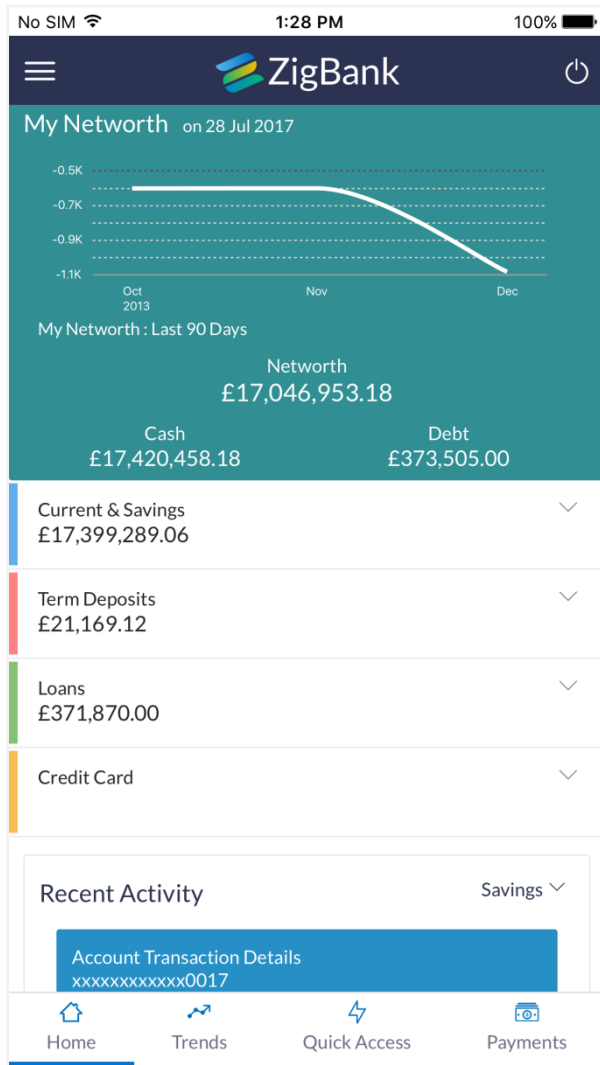 No SIM 1:28 PM 100%
ZigBank
My Networth on 28 Jul 2017
-0.5K
-0.7K
-0.9K
-1.1K
Oct Nov Dec
2013
My Networth : Last 90 Days
Networth
£17,046,953.18
Cash Debt
£17,420,458.18 £373,505.00
Current & Savings
£17,399,289.06
Term Deposits
£21,169.12
Loans
£371,870.00
Credit Card
Recent Activity Savings
Account Transaction Details
xxxxxxxxxxxx0017
Home Trends Quick Access Payments